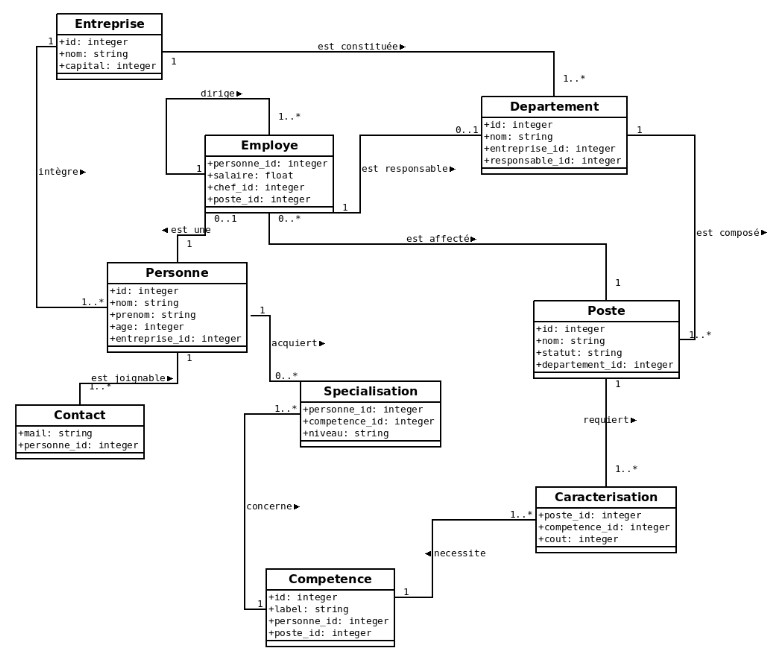 Entreprise
+id: integer
+nom: string
+capital: integer
1
1
est constituée
1..*
dirige
1..*
1
Employe
+personne_id: integer
+salaire: float
+chef_id: integer
+poste_id: integer
Departement
+id: integer
+nom: string
+entreprise_id: integer
+responsable_id: integer
0..1
1
est responsable
1
intègre
0..1
0..*
est une
1
est affecté
1
est composé
1..*
1..*
Personne
+id: integer
+nom: string
+prenom: string
+age: integer
+entreprise_id: integer
1
acquiert
0..*
1
est joignable
1..*
Contact
+mail: string
+personne_id: integer
Poste
+id: integer
+nom: string
+statut: string
+departement_id: integer
1
requiert
1..*
Specialisation
+personne_id: integer
+competence_id: integer
+niveau: string
1..*
concerne
1
Caracterisation
+poste_id: integer
+competence_id: integer
+cout: integer
1..*
necessite
1
Competence
+id: integer
+label: string
+personne_id: integer
+poste_id: integer